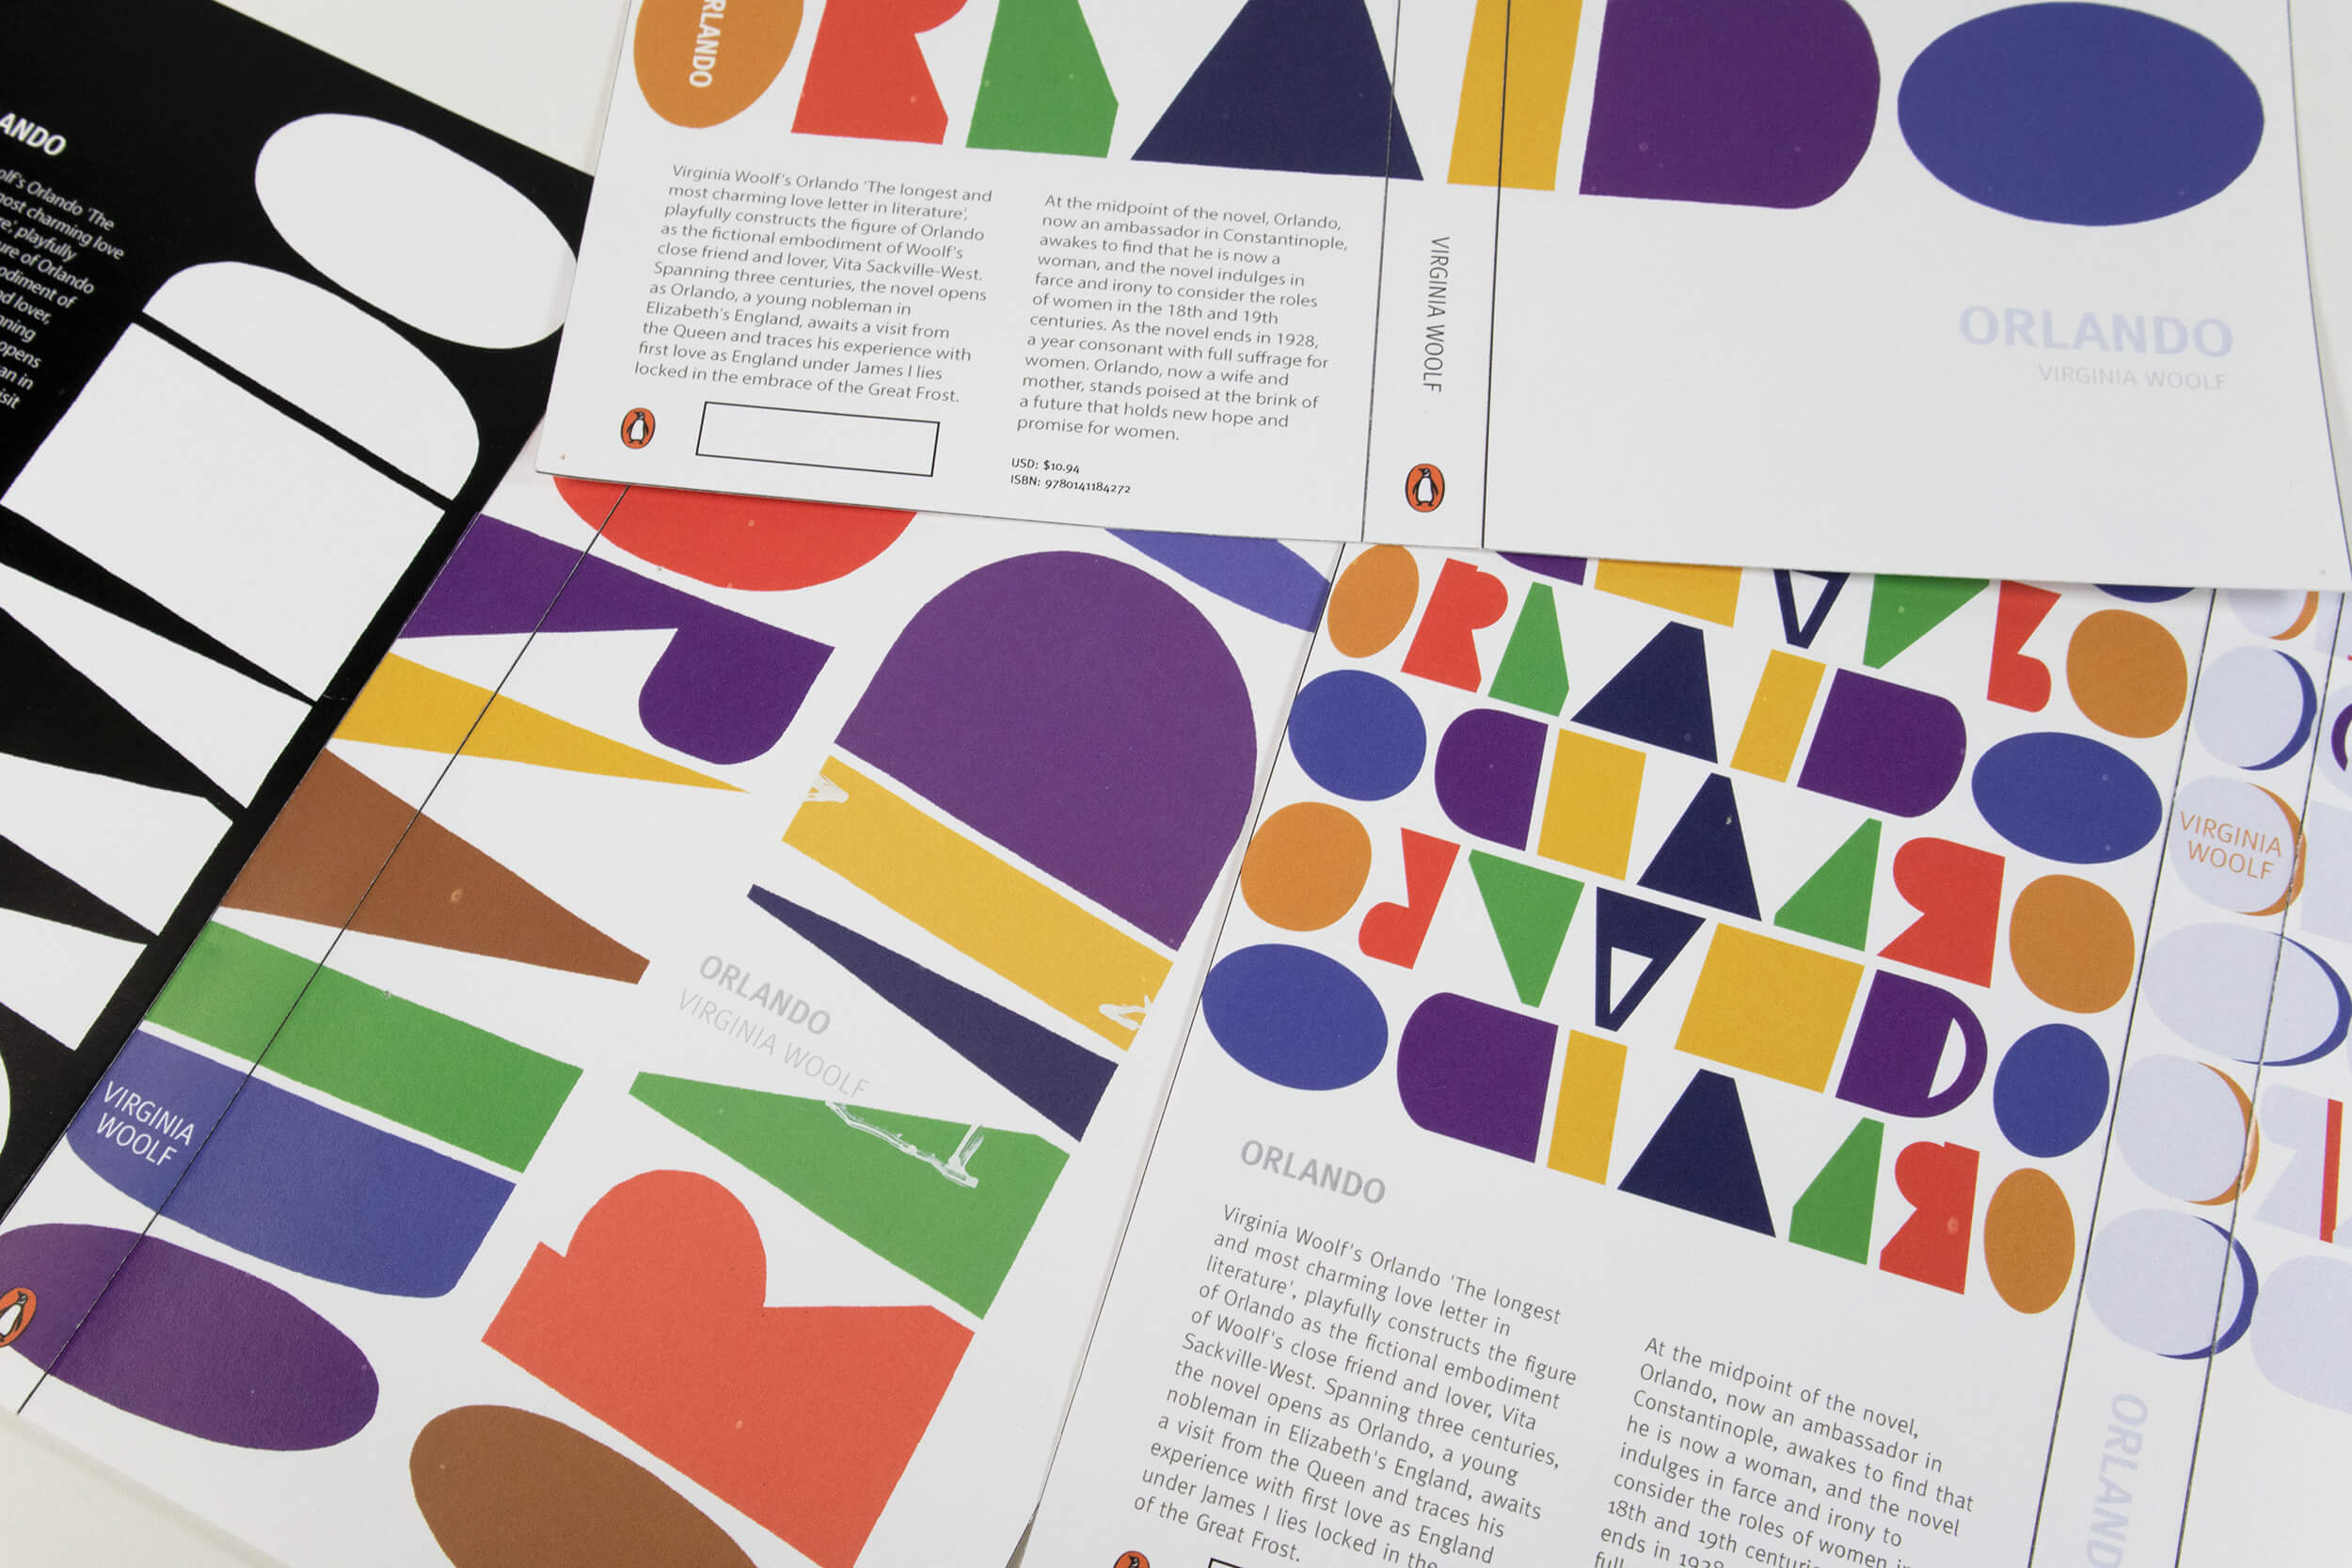 ORLANDO
Virginia Woolf's Orlando 'The longest and
most charming love letter in literature',
playfully constructs the figure of Orlando
as the fictional embodiment of Woolf's
close friend and lover, Vita Sackville-West.
Spanning three centuries, the novel opens
as Orlando, a young nobleman in
Elizabeth's England, awaits a visit from
the Queen and traces his experience with
first love as England under James I lies
locked in the embrace of the Great Frost.
At the midpoint of the novel, Orlando,
now an ambassador in Constantinople,
awakes to find that he is now a
woman, and the novel indulges in
farce and irony to consider the roles
of women in the 18th and 19th
centuries. As the novel ends in 1928,
a year consonant with full suffrage for
women. Orlando, now a wife and
mother, stands poised at the brink of
a future that holds new hope and
promise for women.
USD: $10.94
ISBN: 9780141184272
VIRGINIA WOOLF
ORLANDO
VIRGINIA WOOLF
ANDO
olf's Orlando 'The
most charming love
re', playfully
ure of Orlando
odiment of
nd lover,
nning
opens
an in
isit
VIRGINIA
WOOLF
ORLANDO
VIRGINIA WOOLF
ORLANDO
Virginia Woolf's Orlando 'The longest
and most charming love letter in
literature', playfully constructs the figure
of Orlando as the fictional embodiment
of Woolf's close friend and lover, Vita
Sackville-West. Spanning three centuries,
the novel opens as Orlando, a young
nobleman in Elizabeth's England, awaits
a visit from the Queen and traces his
experience with first love as England
under James I lies locked in the
of the Great Frost.
At the midpoint of the novel,
Orlando, now an ambassador in
Constantinople, awakes to find that
he is now a woman, and the novel
indulges in farce and irony to
consider the roles of women in
18th and 19th centuri
ends in 1928
full
VIRGINIA
WOOLF
ORLAND